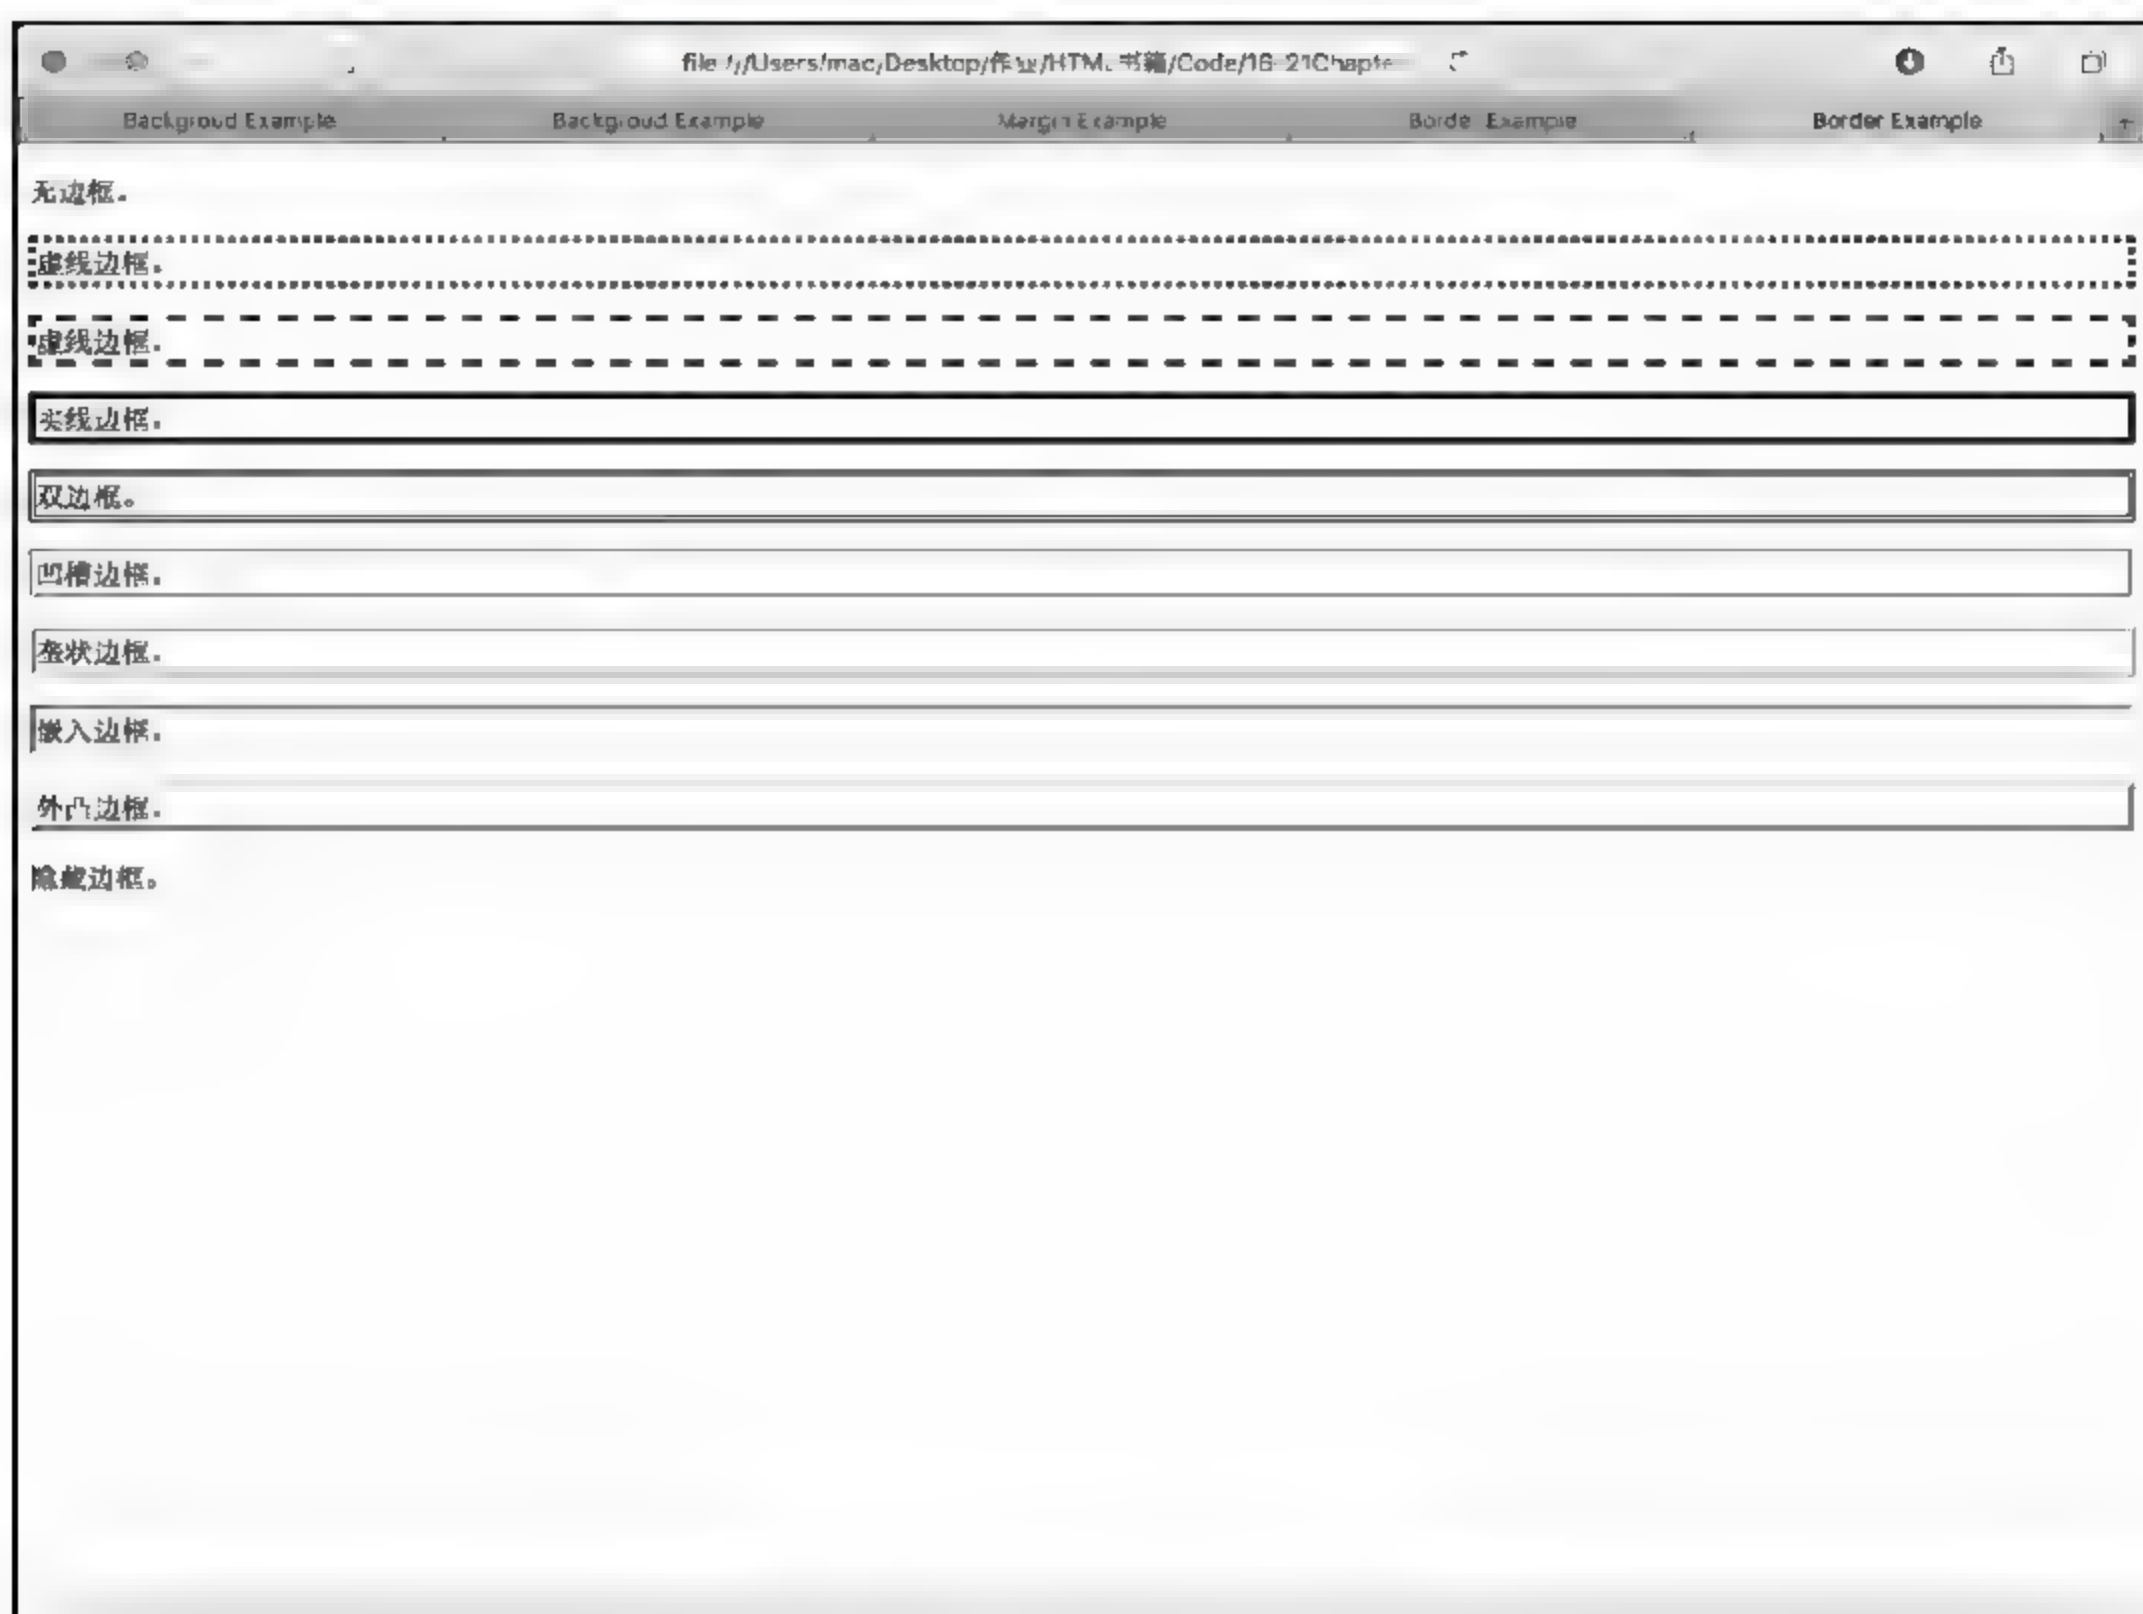 file:///Users/mac/Desktop/作业/HTML书籍/Code/16-21Chapte
Backgroud Example Backgroud Example Margin Example Border Example Border Example
无边框。
虚线边框。
虚线边框。
实线边框。
双边框。
凹槽边框。
垄状边框。
嵌入边框。
外凸边框。
隐藏边框。